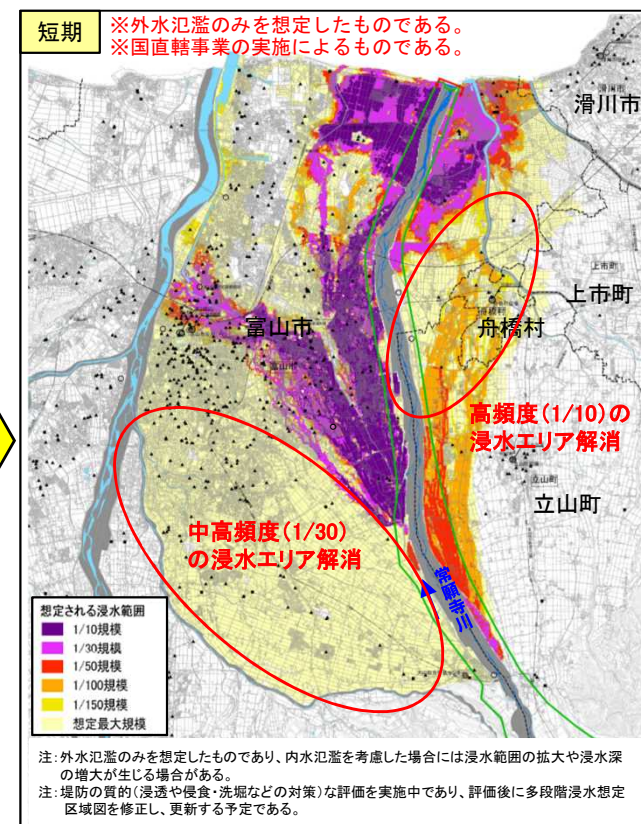 短期
※外水氾濫のみを想定したものである。
※国直轄事業の実施によるものである。
滑川市
上市町
上市町
舟橋村
富山市
富山市
高頻度(1/10)の
浸水エリア解消
立山町
立山町
中高頻度(1/30)
の浸水エリア解消
常願寺川
想定される浸水範囲
1/10規模
1/30規模
1/50規模
1/100規模
1/150規模
想定最大規模
注:外水氾濫のみを想定したものであり、内水氾濫を考慮した場合には浸水範囲の拡大や浸水深
の増大が生じる場合がある。
注:堤防の質的(浸透や侵食・洗堀などの対策)な評価を実施中であり、評価後に多段階浸水想定
区域図を修正し、更新する予定である。